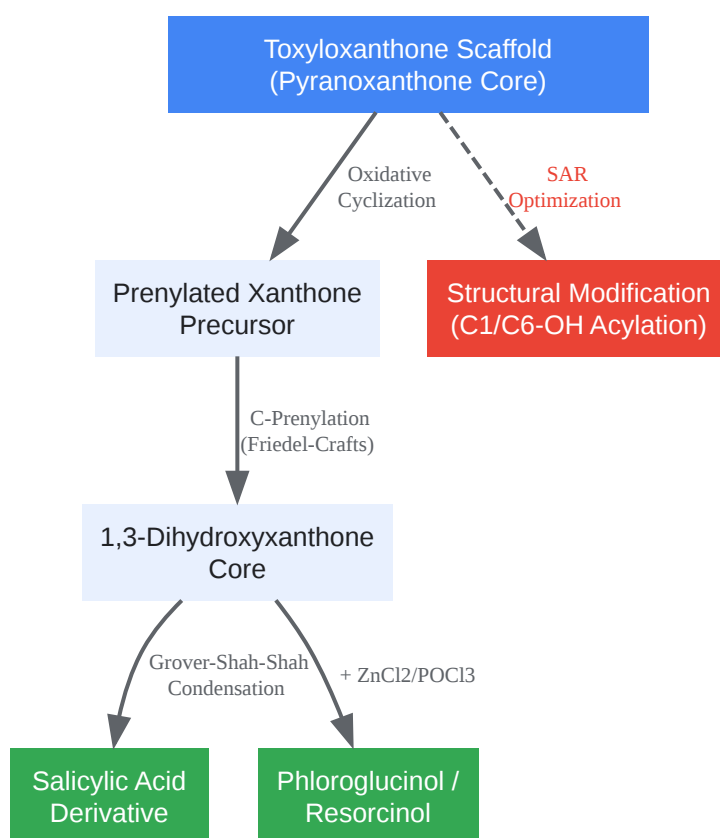 Toxyloxanthone Scaffold
(Pyranoxanthone Core)
Oxidative
Cyclization
SAR
Optimization
Prenylated Xanthone
Precursor
Structural Modification
(C1/C6-OH Acylation)
C-Prenylation
(Friedel-Crafts)
1,3-Dihydroxyxanthone
Core
Grover-Shah-Shah
Condensation
+ ZnCl2/POCl3
Salicylic Acid
Derivative
Phloroglucinol /
Resorcinol